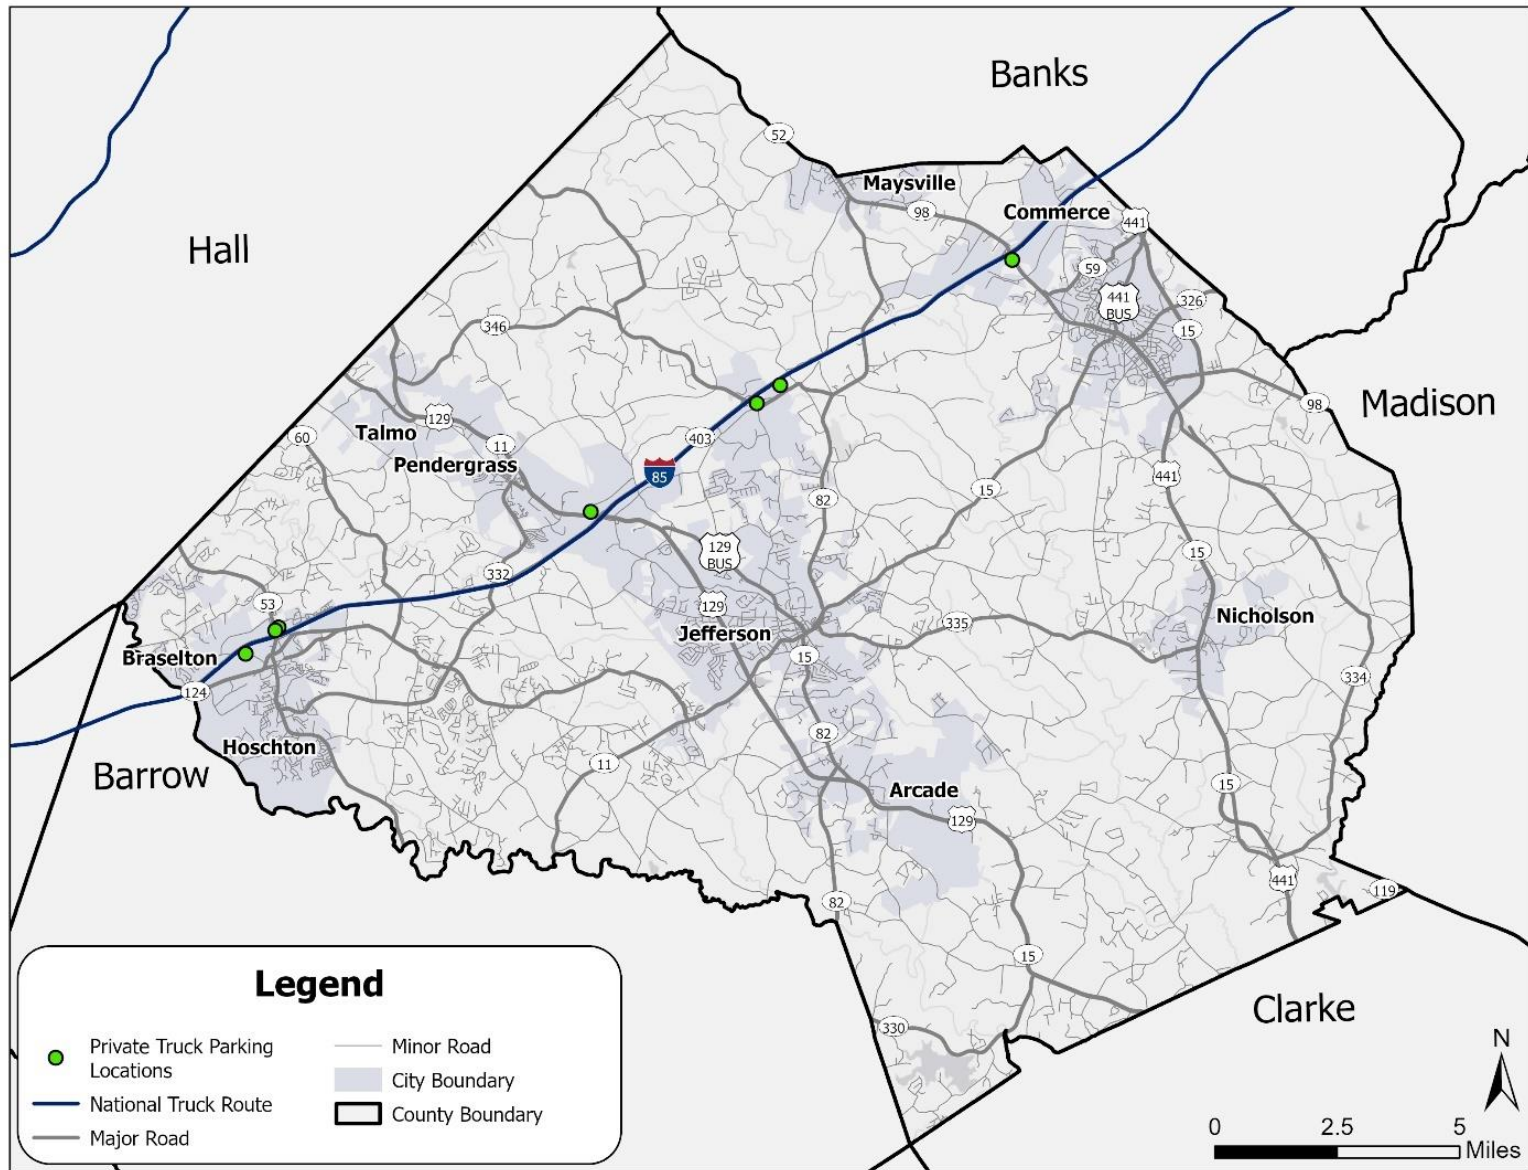 Banks
52
Maysville
98
Commerce
441
Hall
59
441
BUS
326
346
15
Madison
98
129
Talmo
60
11
403
Pendergrass
85
441
15
82
129
BUS
15
332
53
129
Jefferson
335
Nicholson
Braselton
15
124
334
Hoschton
82
Barrow
11
15
Arcade
129
441
119
82
15
Clarke
330
Legend
Private Truck Parking
Locations
National Truck Route
Major Road
Minor Road
City Boundary
County Boundary
N
0 2.5 5
Miles